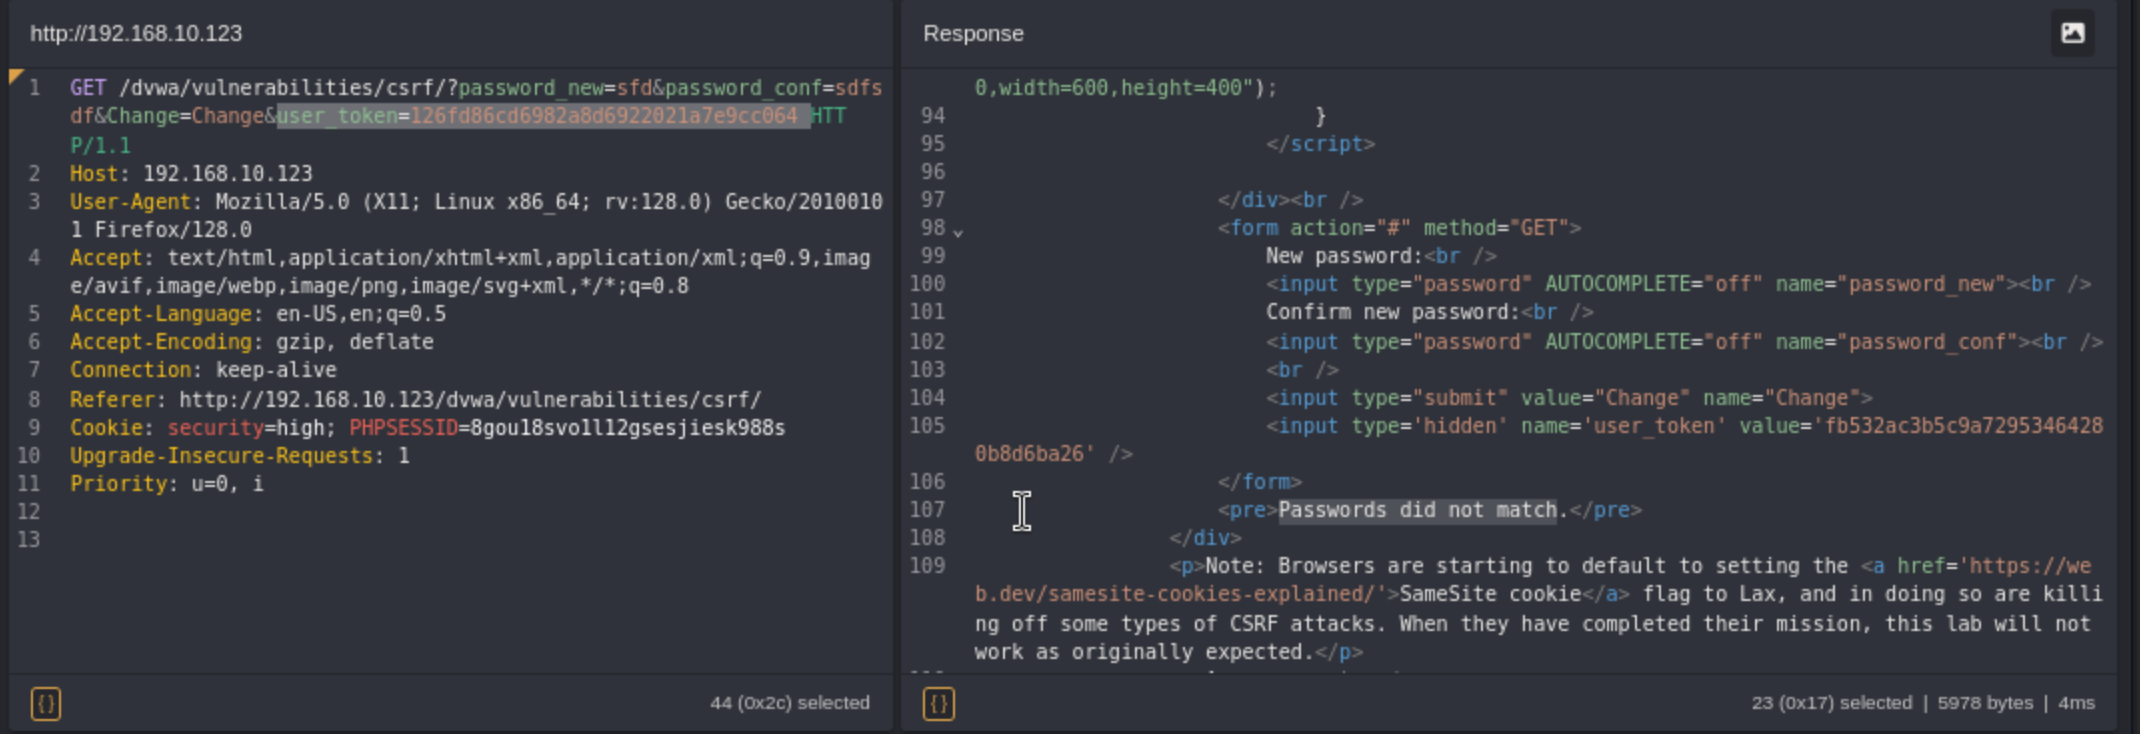 http://192.168.10.123
1 GET /dvwa/vulnerabilities/csrf/?password_new=sfd&password_conf=sdfs
df&Change=Change&user_token=126fd86cd6982a8d6922021a7e9cc064 HTT
P/1.1
2 Host: 192.168.10.123
3 User-Agent: Mozilla/5.0 (X11; Linux x86_64; rv:128.0) Gecko/2010010
1 Firefox/128.0
4 Accept: text/html,application/xhtml+xml,application/xml;q=0.9,imag
e/avif,image/webp,image/png,image/svg+xml,*/*;q=0.8
5 Accept-Language: en-US,en;q=0.5
6 Accept-Encoding: gzip, deflate
7 Connection: keep-alive
8 Referer: http://192.168.10.123/dvwa/vulnerabilities/csrf/
9 Cookie: security=high; PHPSESSID=8gou18svo1l12gsesjiesk988s
10 Upgrade-Insecure-Requests: 1
11 Priority: u=0, i
12
13
{} 44 (0x2c) selected
Response
0,width=600,height=400");
94 }
95 </script>
96
97 </div><br />
98 <form action="#" method="GET">
99 New password:<br />
100 <input type="password" AUTOCOMPLETE="off" name="password_new"><br />
101 Confirm new password:<br />
102 <input type="password" AUTOCOMPLETE="off" name="password_conf"><br />
103 <br />
104 <input type="submit" value="Change" name="Change">
105 <input type='hidden' name='user_token' value='fb532ac3b5c9a7295346428
0b8d6ba26' />
106 </form>
107 <pre>Passwords did not match.</pre>
108 </div>
109 <p>Note: Browsers are starting to default to setting the <a href='https://we
b.dev/samesite-cookies-explained/'>SameSite cookie</a> flag to Lax, and in doing so are killi
ng off some types of CSRF attacks. When they have completed their mission, this lab will not
work as originally expected.</p>
{} 23 (0x17) selected | 5978 bytes | 4ms